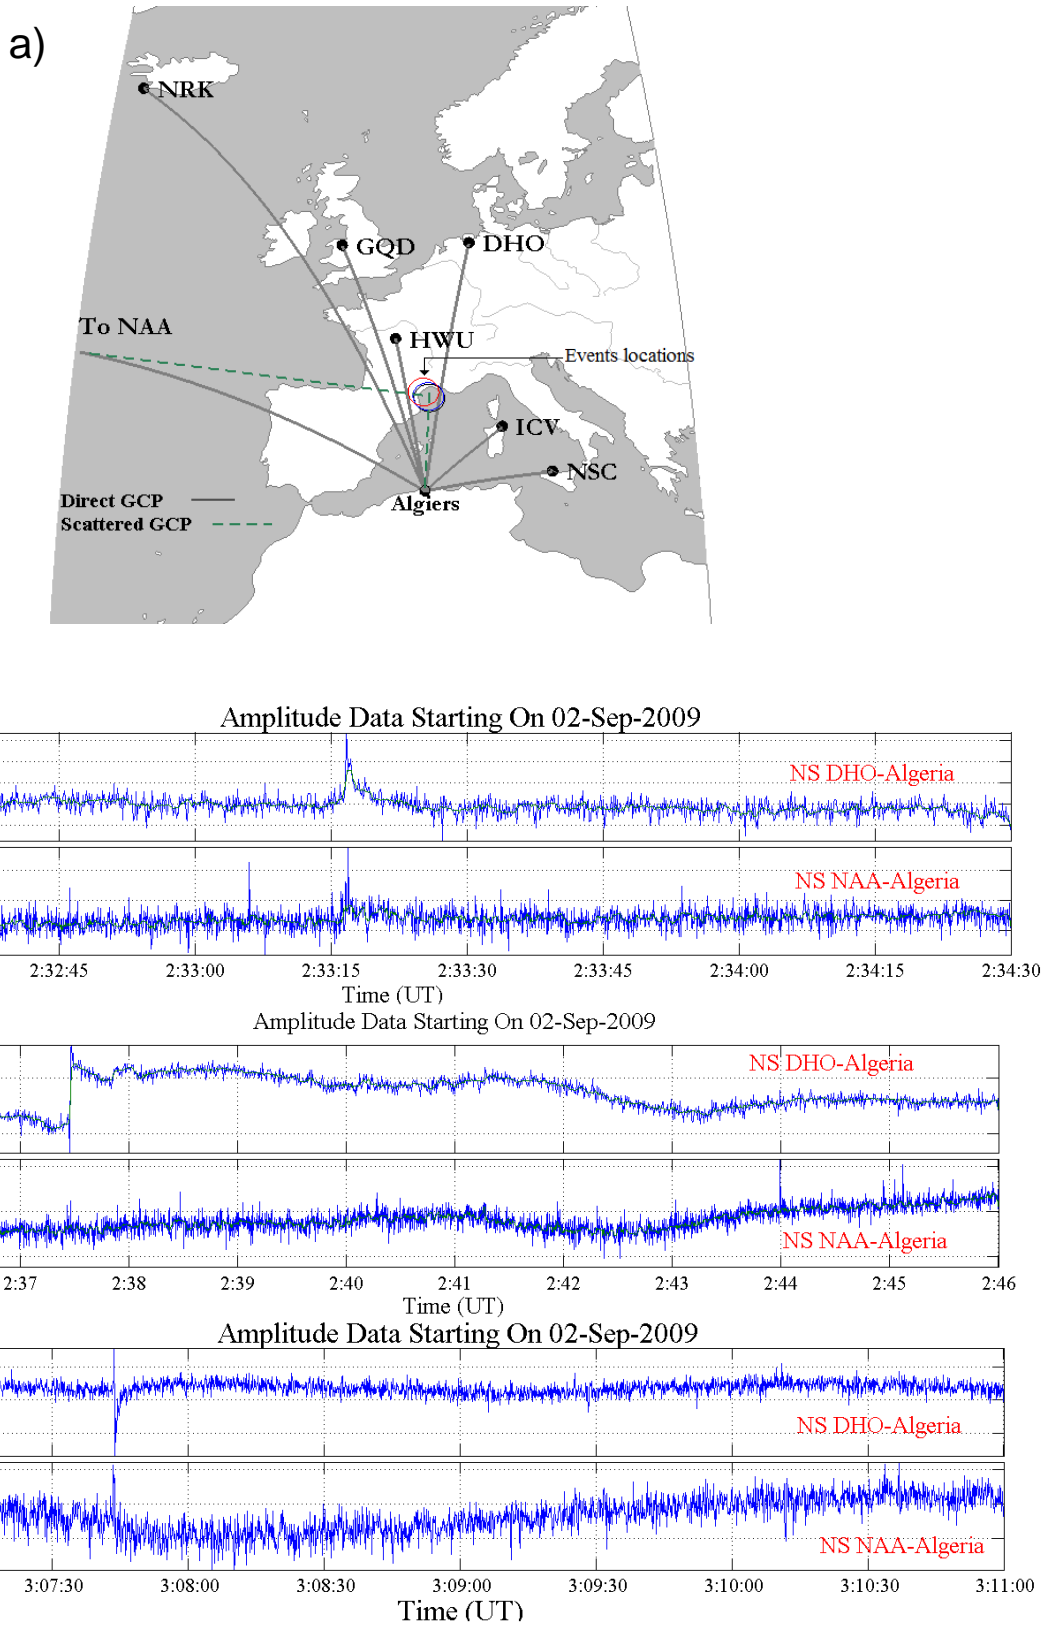 a)
NRK
GQD
DHO
To NAA
HWU
Events locations
ICV
NSC
Direct GCP
Algiers
Scattered GCP
Amplitude Data Starting On 02-Sep-2009
NS DHO-Algeria
NS NAA-Algeria
2:32:45 2:33:00 2:33:15 2:33:30 2:33:45 2:34:00 2:34:15 2:34:30
Time (UT)
Amplitude Data Starting On 02-Sep-2009
NS DHO-Algeria
NS NAA-Algeria
2:37 2:38 2:39 2:40 2:41 2:42 2:43 2:44 2:45 2:46
Time (UT)
Amplitude Data Starting On 02-Sep-2009
NS DHO-Algeria
NS NAA-Algeria
3:07:30 3:08:00 3:08:30 3:09:00 3:09:30 3:10:00 3:10:30 3:11:00
Time (UT)